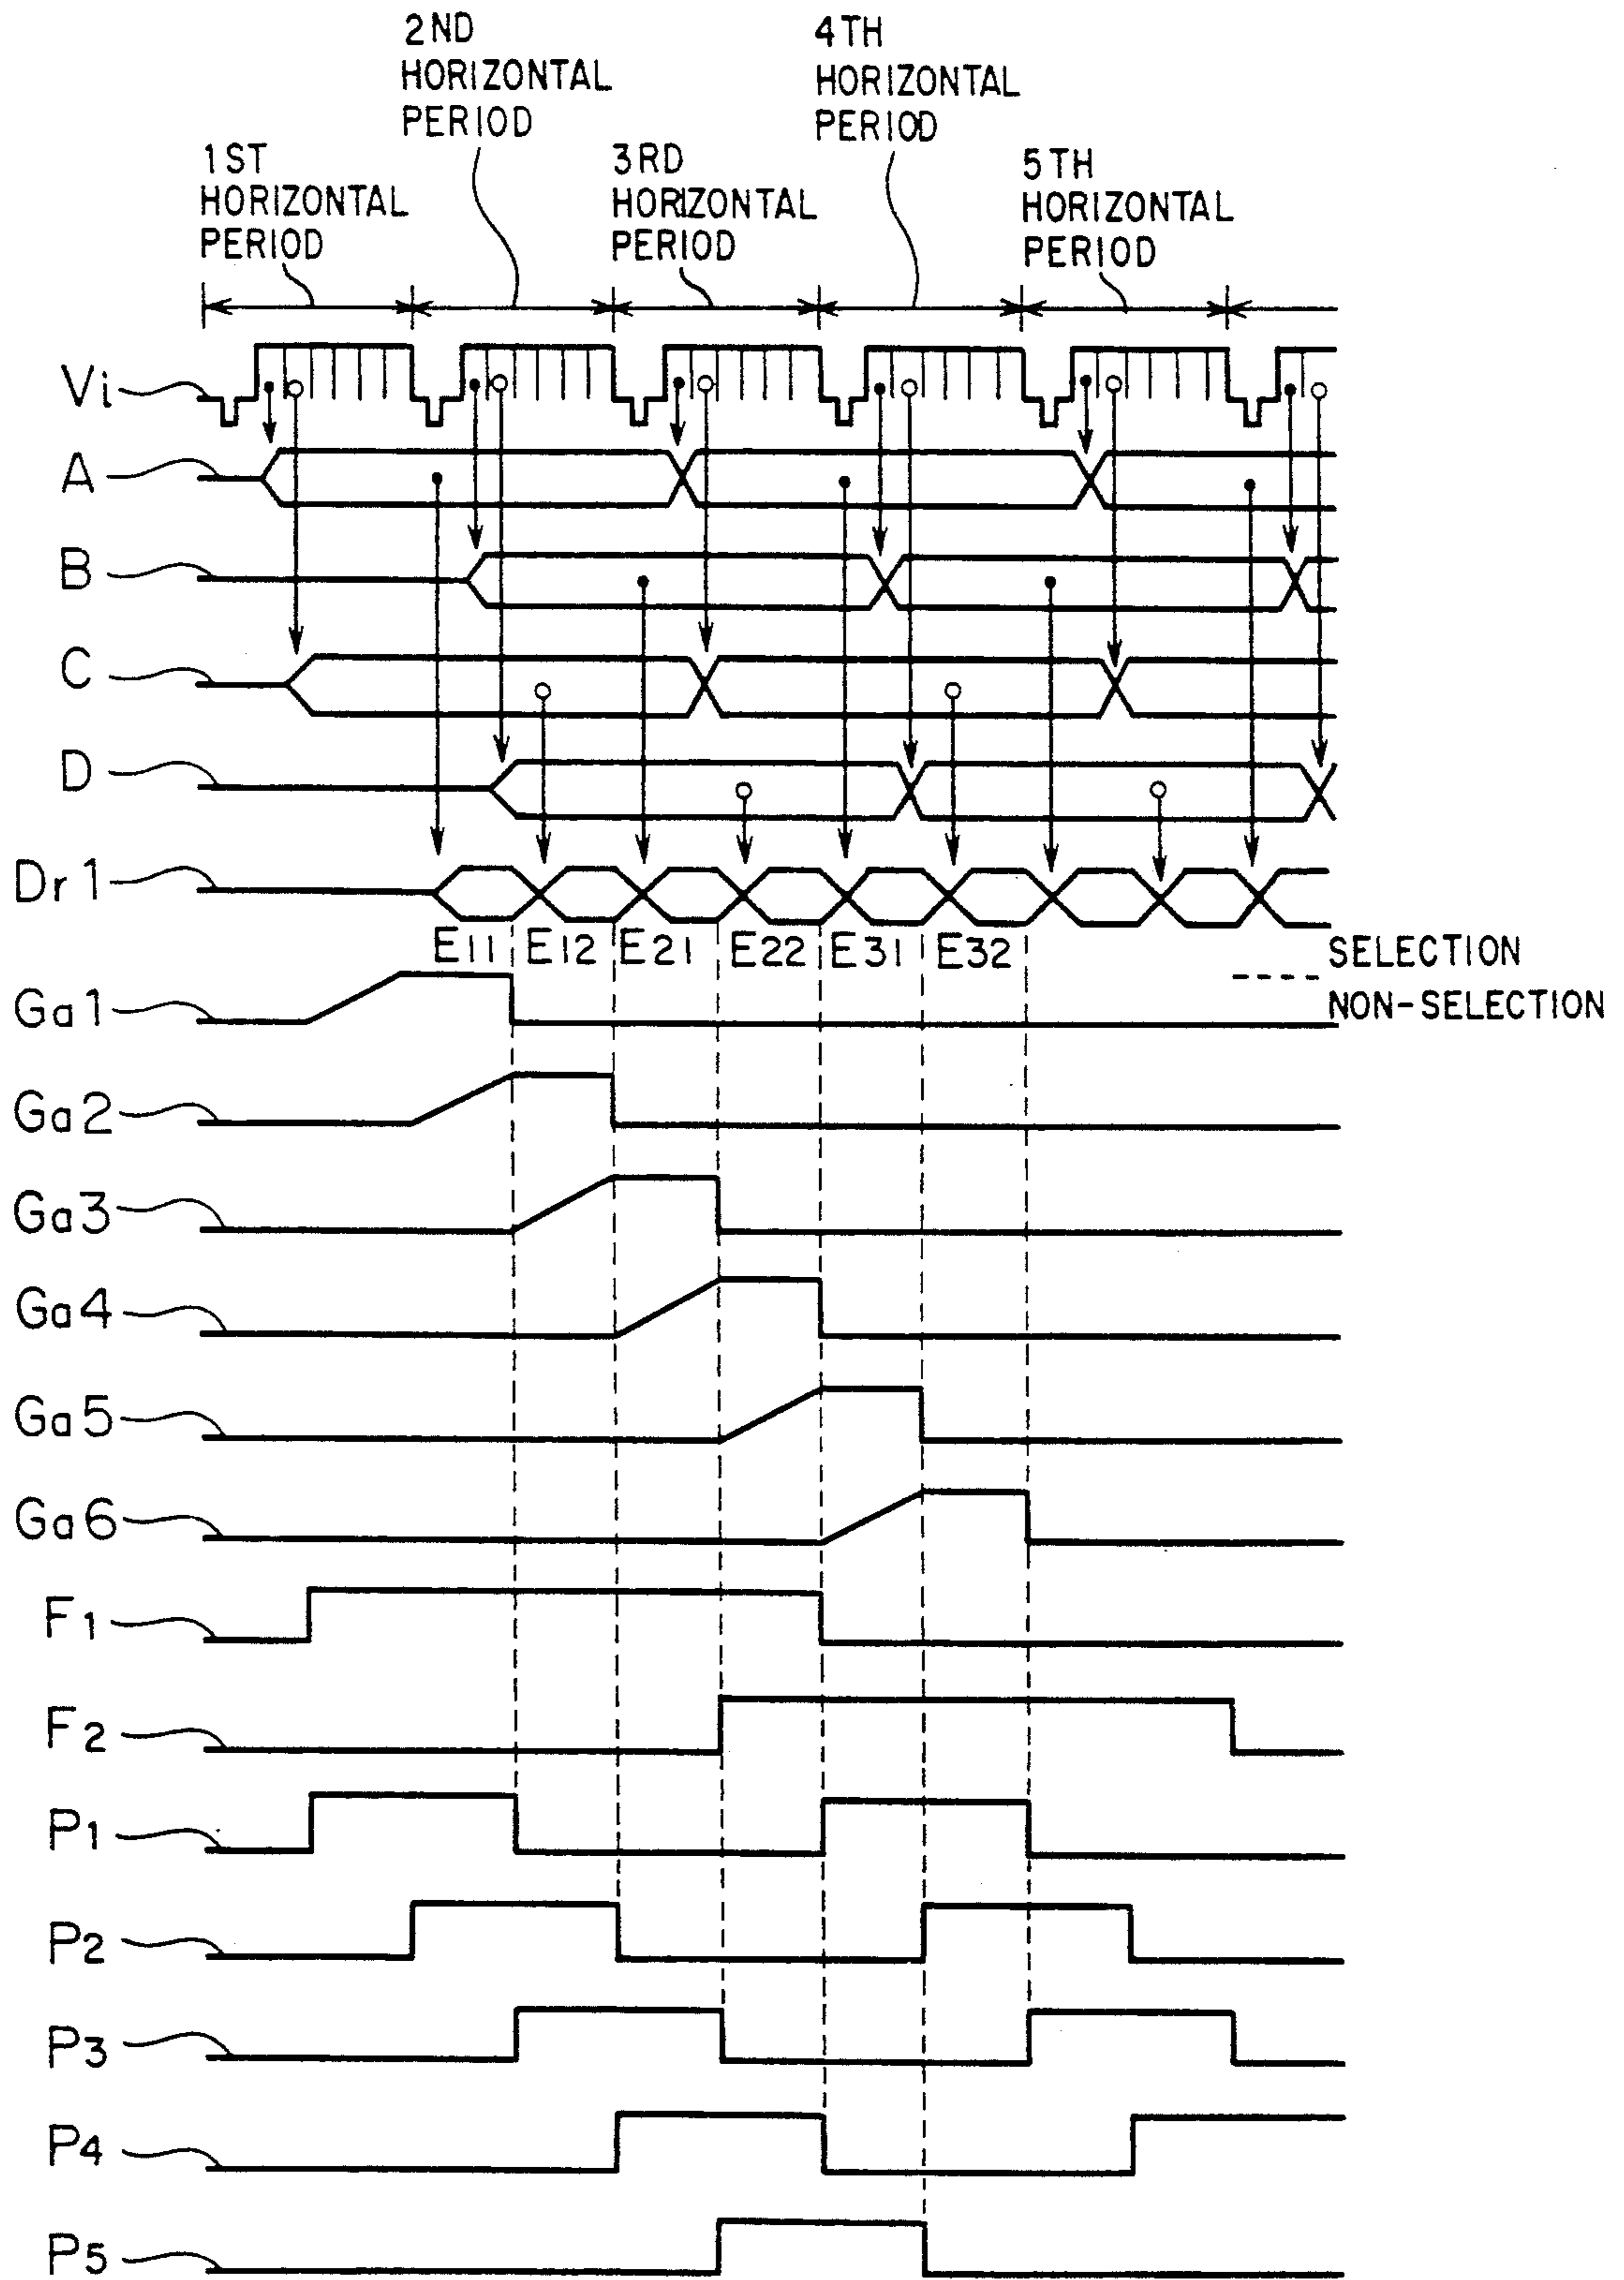 2ND
HORIZONTAL
PERIOD
4TH
HORIZONTAL
PERIOD
1ST
HORIZONTAL
PERIOD
3RD
HORIZONTAL
PERIOD
5TH
HORIZONTAL
PERIOD
Vi
A
B
C
D
Dr1
E11 E12 E21 E22 E31 E32
SELECTION
NON-SELECTION
Ga1
Ga2
Ga3
Ga4
Ga5
Ga6
F1
F2
P1
P2
P3
P4
P5